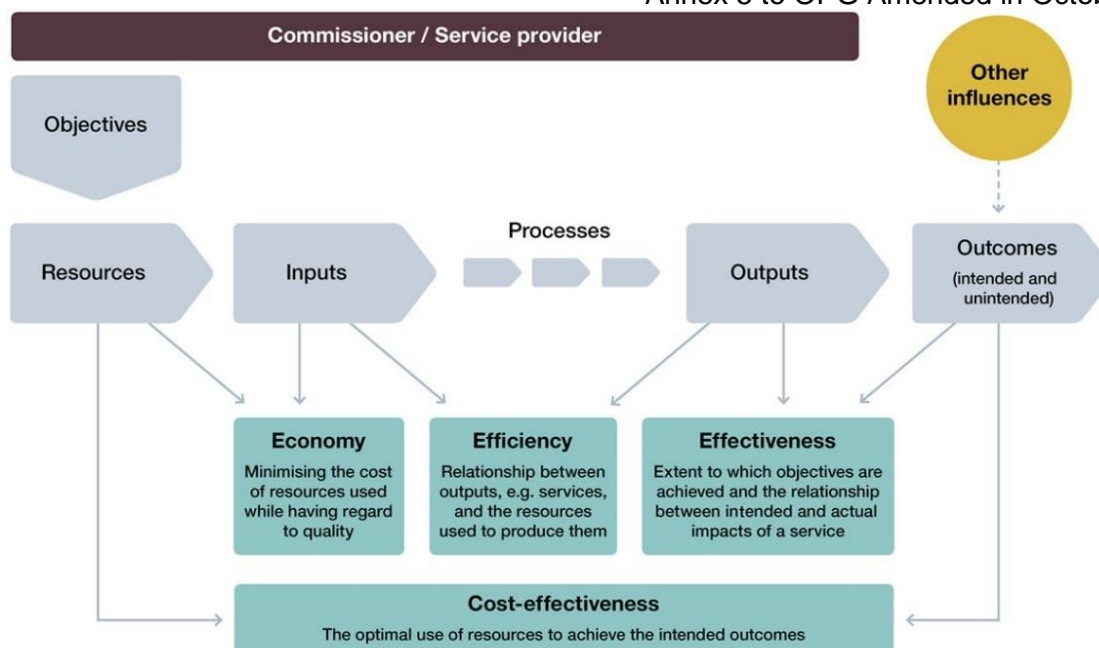 Commissioner / Service provider
Other
influences
Objectives
Resources
Inputs
Processes
Outputs
Outcomes
(intended and
unintended)
Economy
Minimising the cost
of resources used
while having regard
to quality
Efficiency
Relationship between
outputs, e.g. services,
and the resources
used to produce them
Effectiveness
Extent to which objectives are
achieved and the relationship
between intended and actual
impacts of a service
Cost-effectiveness
The optimal use of resources to achieve the intended outcomes